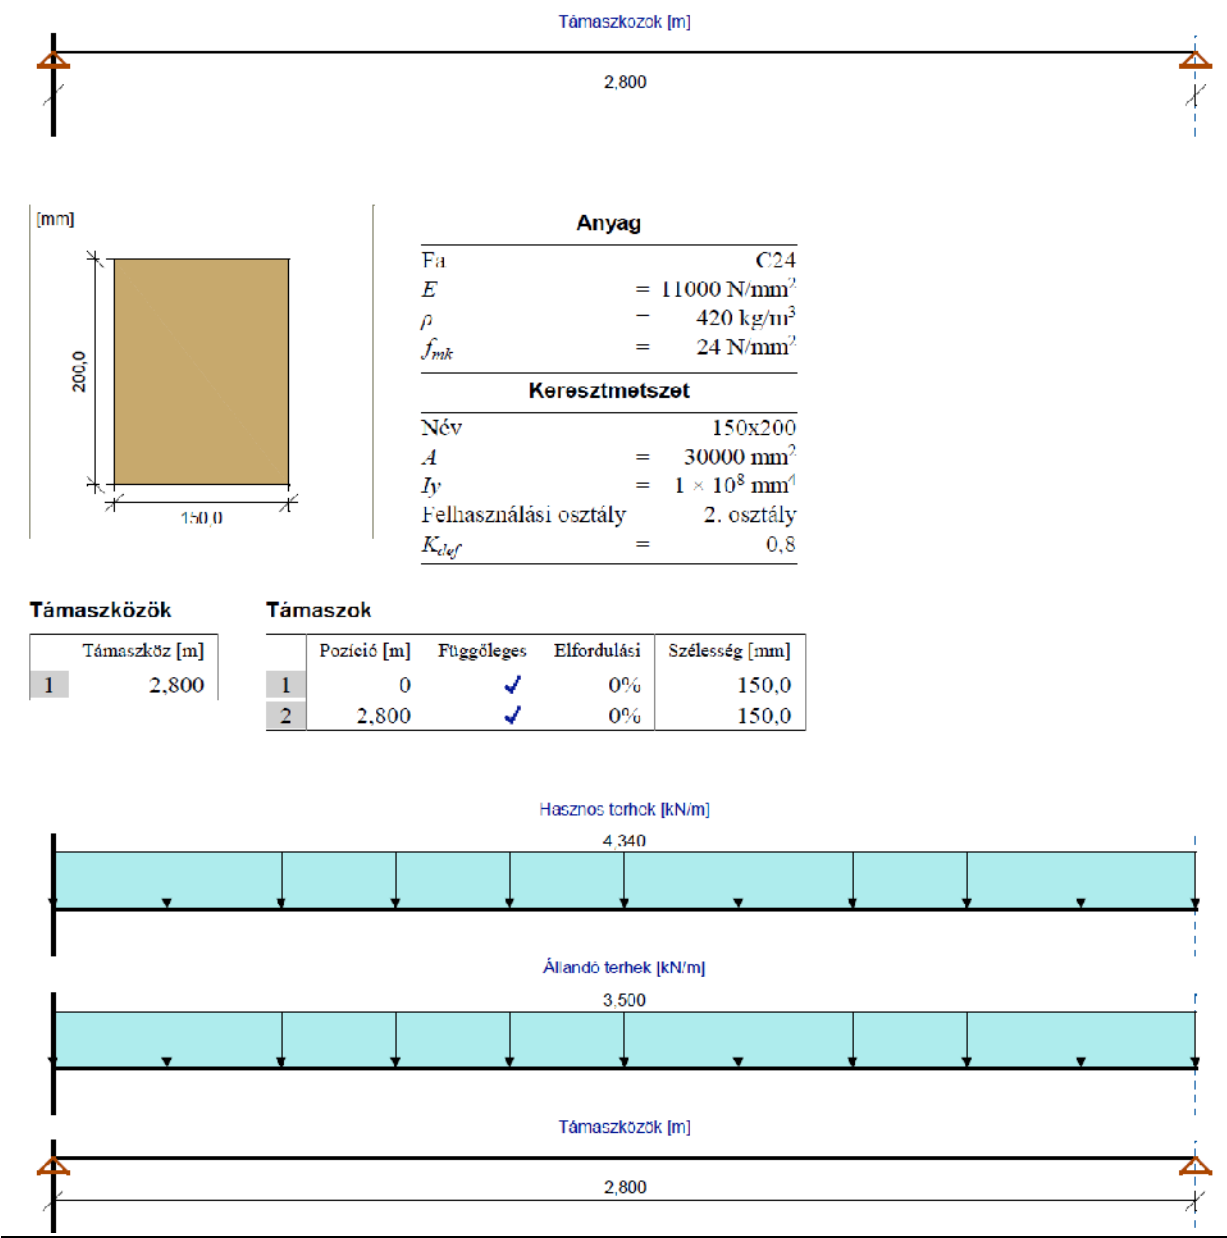 Támaszközök [m]
2,800
[mm]
200,0
150,0
Anyag
Fa C24
E = 11000 N/mm²
ρ = 420 kg/m³
fmk = 24 N/mm²
Keresztmetszet
Név 150x200
A = 30000 mm²
Iy = 1 × 10⁸ mm⁴
Felhasználási osztály 2. osztály
Kdef = 0,8
Támaszközök
Támaszköz [m]
1 2,800
Támaszok
Pozíció [m] Függőleges Elfordulási Szélesség [mm]
1 0 ✓ 0% 150,0
2 2,800 ✓ 0% 150,0
Hasznos terhek [kN/m]
4,340
Állandó terhek [kN/m]
3,500
Támaszközök [m]
2,800